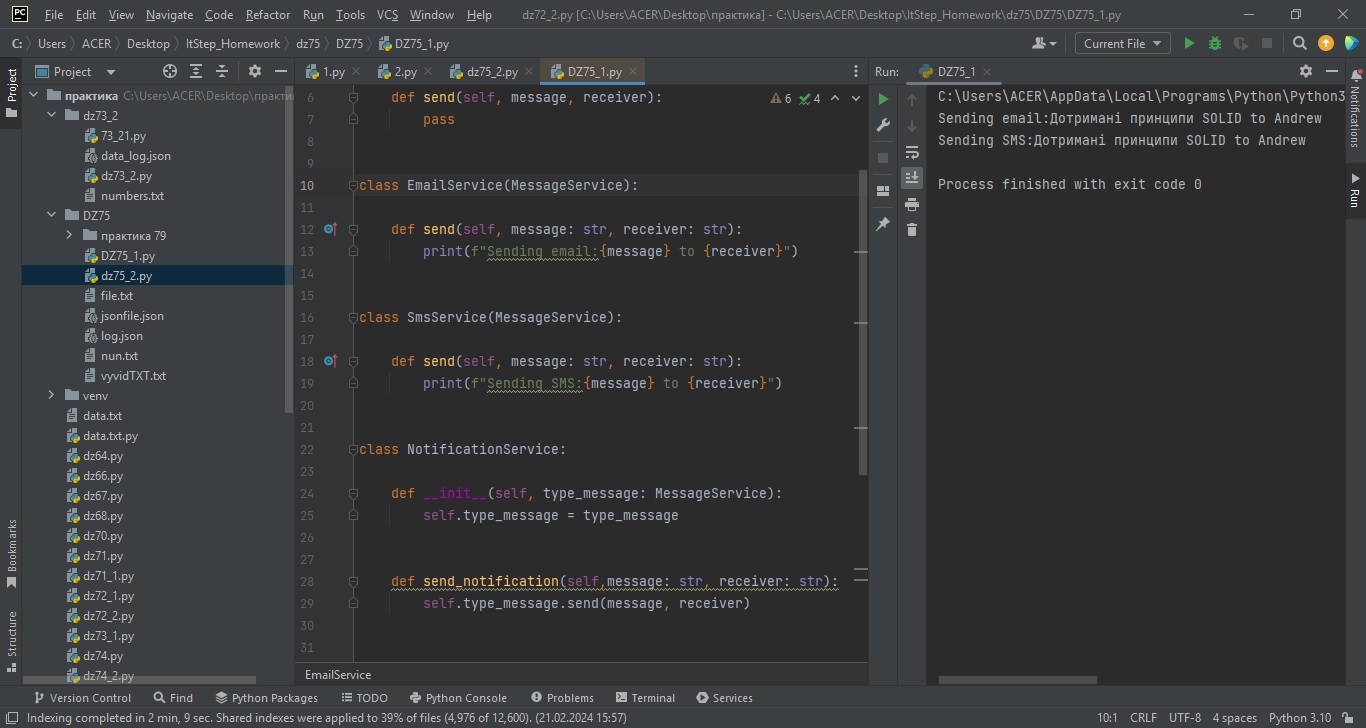 PC File Edit View Navigate Code Refactor Run Tools VCS Window Help dz72_2.py [C:\Users\ACER\Desktop\практика] - C:\Users\ACER\Desktop\ItStep_Homework\dz75\DZ75\DZ75_1.py
C: Users ACER Desktop ItStep_Homework dz75 DZ75 DZ75_1.py Current File
Project
Bookmarks
Structure
Project
практика C:\Users\ACER\Desktop\практи
dz73_2
73_21.py
data_log.json
dz73_2.py
numbers.txt
DZ75
практика 79
DZ75_1.py
dz75_2.py
file.txt
jsonfile.json
log.json
nun.txt
vyvidTXT.txt
venv
data.txt
data.txt.py
dz64.py
dz66.py
dz67.py
dz68.py
dz70.py
dz71.py
dz71_1.py
dz72_1.py
dz72_2.py
dz73_1.py
dz74.py
dz74_2.py
1.py 2.py dz75_2.py DZ75_1.py
6 4
6 def send(self, message, receiver):
7 pass
8
9
10 class EmailService(MessageService):
11
12 def send(self, message: str, receiver: str):
13 print(f"Sending email:{message} to {receiver}")
14
15
16 class SmsService(MessageService):
17
18 def send(self, message: str, receiver: str):
19 print(f"Sending SMS:{message} to {receiver}")
20
21
22 class NotificationService:
23
24 def __init__(self, type_message: MessageService):
25 self.type_message = type_message
26
27
28 def send_notification(self,message: str, receiver: str):
29 self.type_message.send(message, receiver)
30
31
EmailService
Run: DZ75_1
C:\Users\ACER\AppData\Local\Programs\Python\Python3
Sending email:Дотримані принципи SOLID to Andrew
Sending SMS:Дотримані принципи SOLID to Andrew
Process finished with exit code 0
Notifications
Run
Version Control Find Python Packages TODO Python Console Problems Terminal Services
Indexing completed in 2 min, 9 sec. Shared indexes were applied to 39% of files (4,976 of 12,600). (21.02.2024 15:57) 10:1 CRLF UTF-8 4 spaces Python 3.10